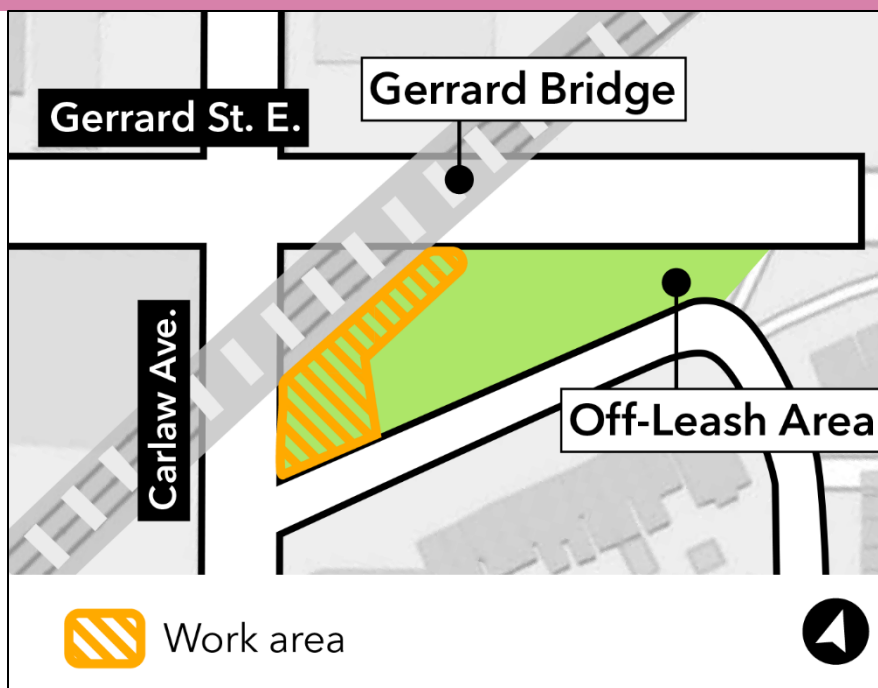 Gerrard Bridge
Gerrard St. E.
Carlaw Ave.
Off-Leash Area
Work area